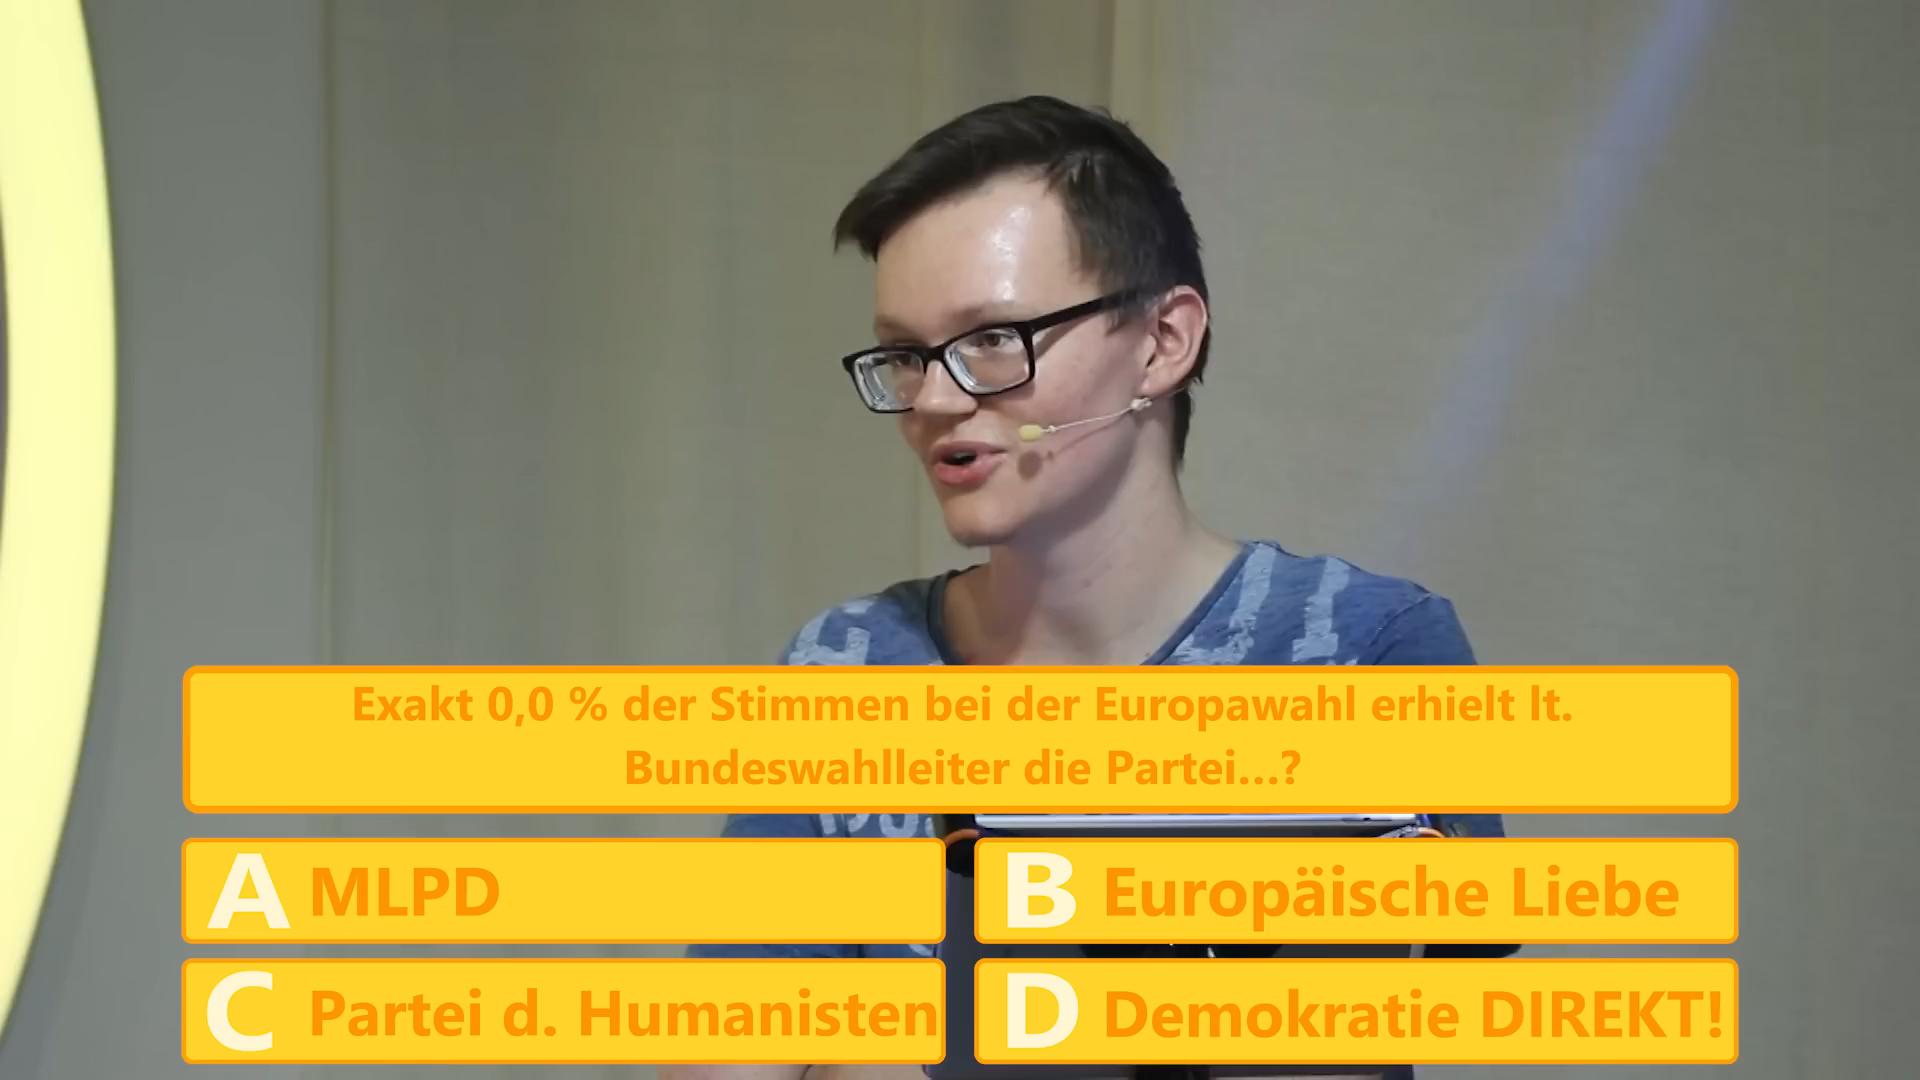 Exakt 0,0 % der Stimmen bei der Europawahl erhielt lt.
Bundeswahlleiter die Partei...?
A MLPD
B Europäische Liebe
C Partei d. Humanisten
D Demokratie DIREKT!